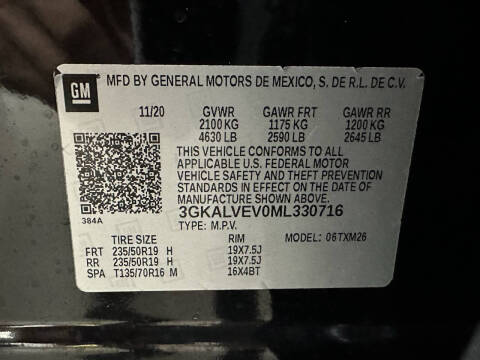 GM
MFD BY GENERAL MOTORS DE MEXICO, S. DE R.L. DE C.V.
11/20 GVWR GAWR FRT GAWR RR
2100 KG 1175 KG 1200 KG
4630 LB 2590 LB 2645 LB
THIS VEHICLE CONFORMS TO ALL
APPLICABLE U.S. FEDERAL MOTOR
VEHICLE SAFETY AND THEFT PREVENTION
STANDARDS IN EFFECT ON THE DATE OF
MANUFACTURE SHOWN ABOVE.
384A 3GKALVEV0ML330716
TYPE: M.P.V.
TIRE SIZE RIM MODEL: 06TXM26
FRT 235/50R19 H 19X7.5J
RR 235/50R19 H 19X7.5J
SPA T135/70R16 M 16X4BT